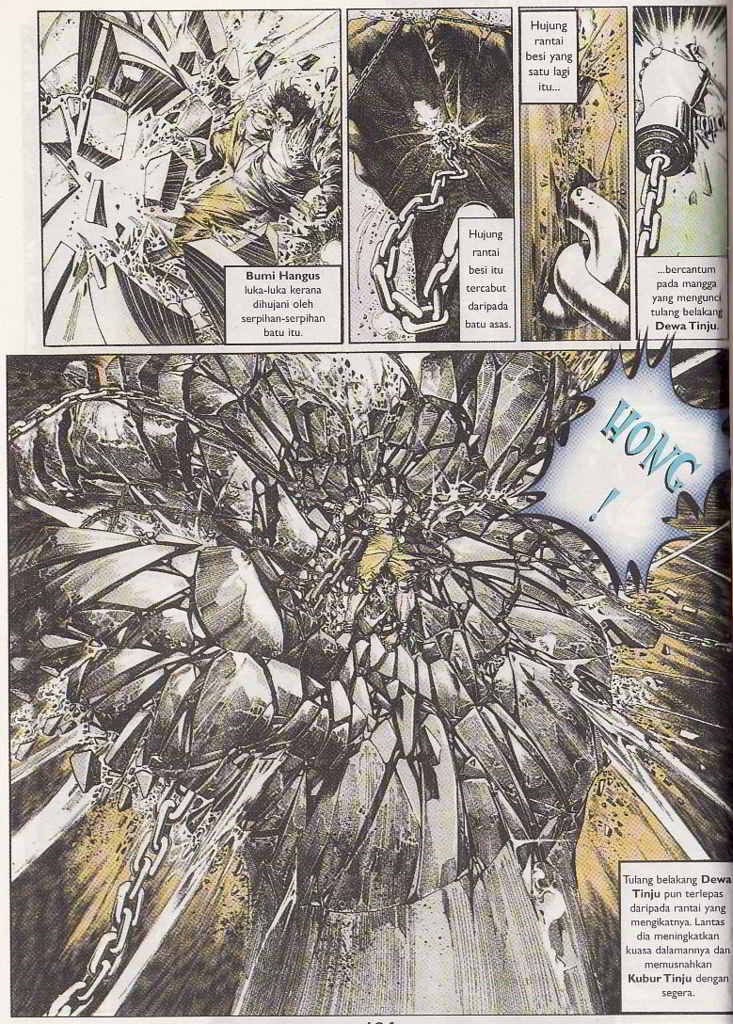 Bumi Hangus
luka-luka kerana
dihujani oleh
serpihan-serpihan
batu itu.
Hujung
rantai
besi itu
tercabut
daripada
batu asas.
Hujung
rantai
besi yang
satu lagi
itu...
...bercantum
pada mangga
yang mengunci
tulang belakang
Dewa Tinju.
HONG
!
Tulang belakang Dewa
Tinju pun terlepas
daripada rantai yang
mengikatnya. Lantas
dia meningkatkan
kuasa dalamannya dan
memusnahkan
Kubur Tinju dengan
segera.